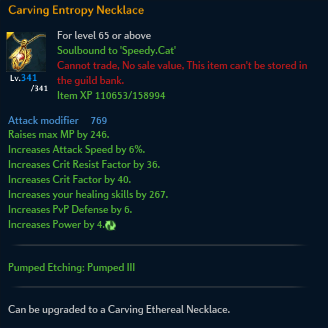 Carving Entropy Necklace
For level 65 or above
Soulbound to 'Speedy.Cat'
Cannot trade. No sale value. This item can't be stored in
the guild bank.
Lv.341
/341
Item XP 110653/158994
Attack modifier 769
Raises max MP by 246.
Increases Attack Speed by 6%.
Increases Crit Resist Factor by 36.
Increases Crit Factor by 40.
Increases your healing skills by 267.
Increases PvP Defense by 6.
Increases Power by 4.
Pumped Etching: Pumped III
Can be upgraded to a Carving Ethereal Necklace.